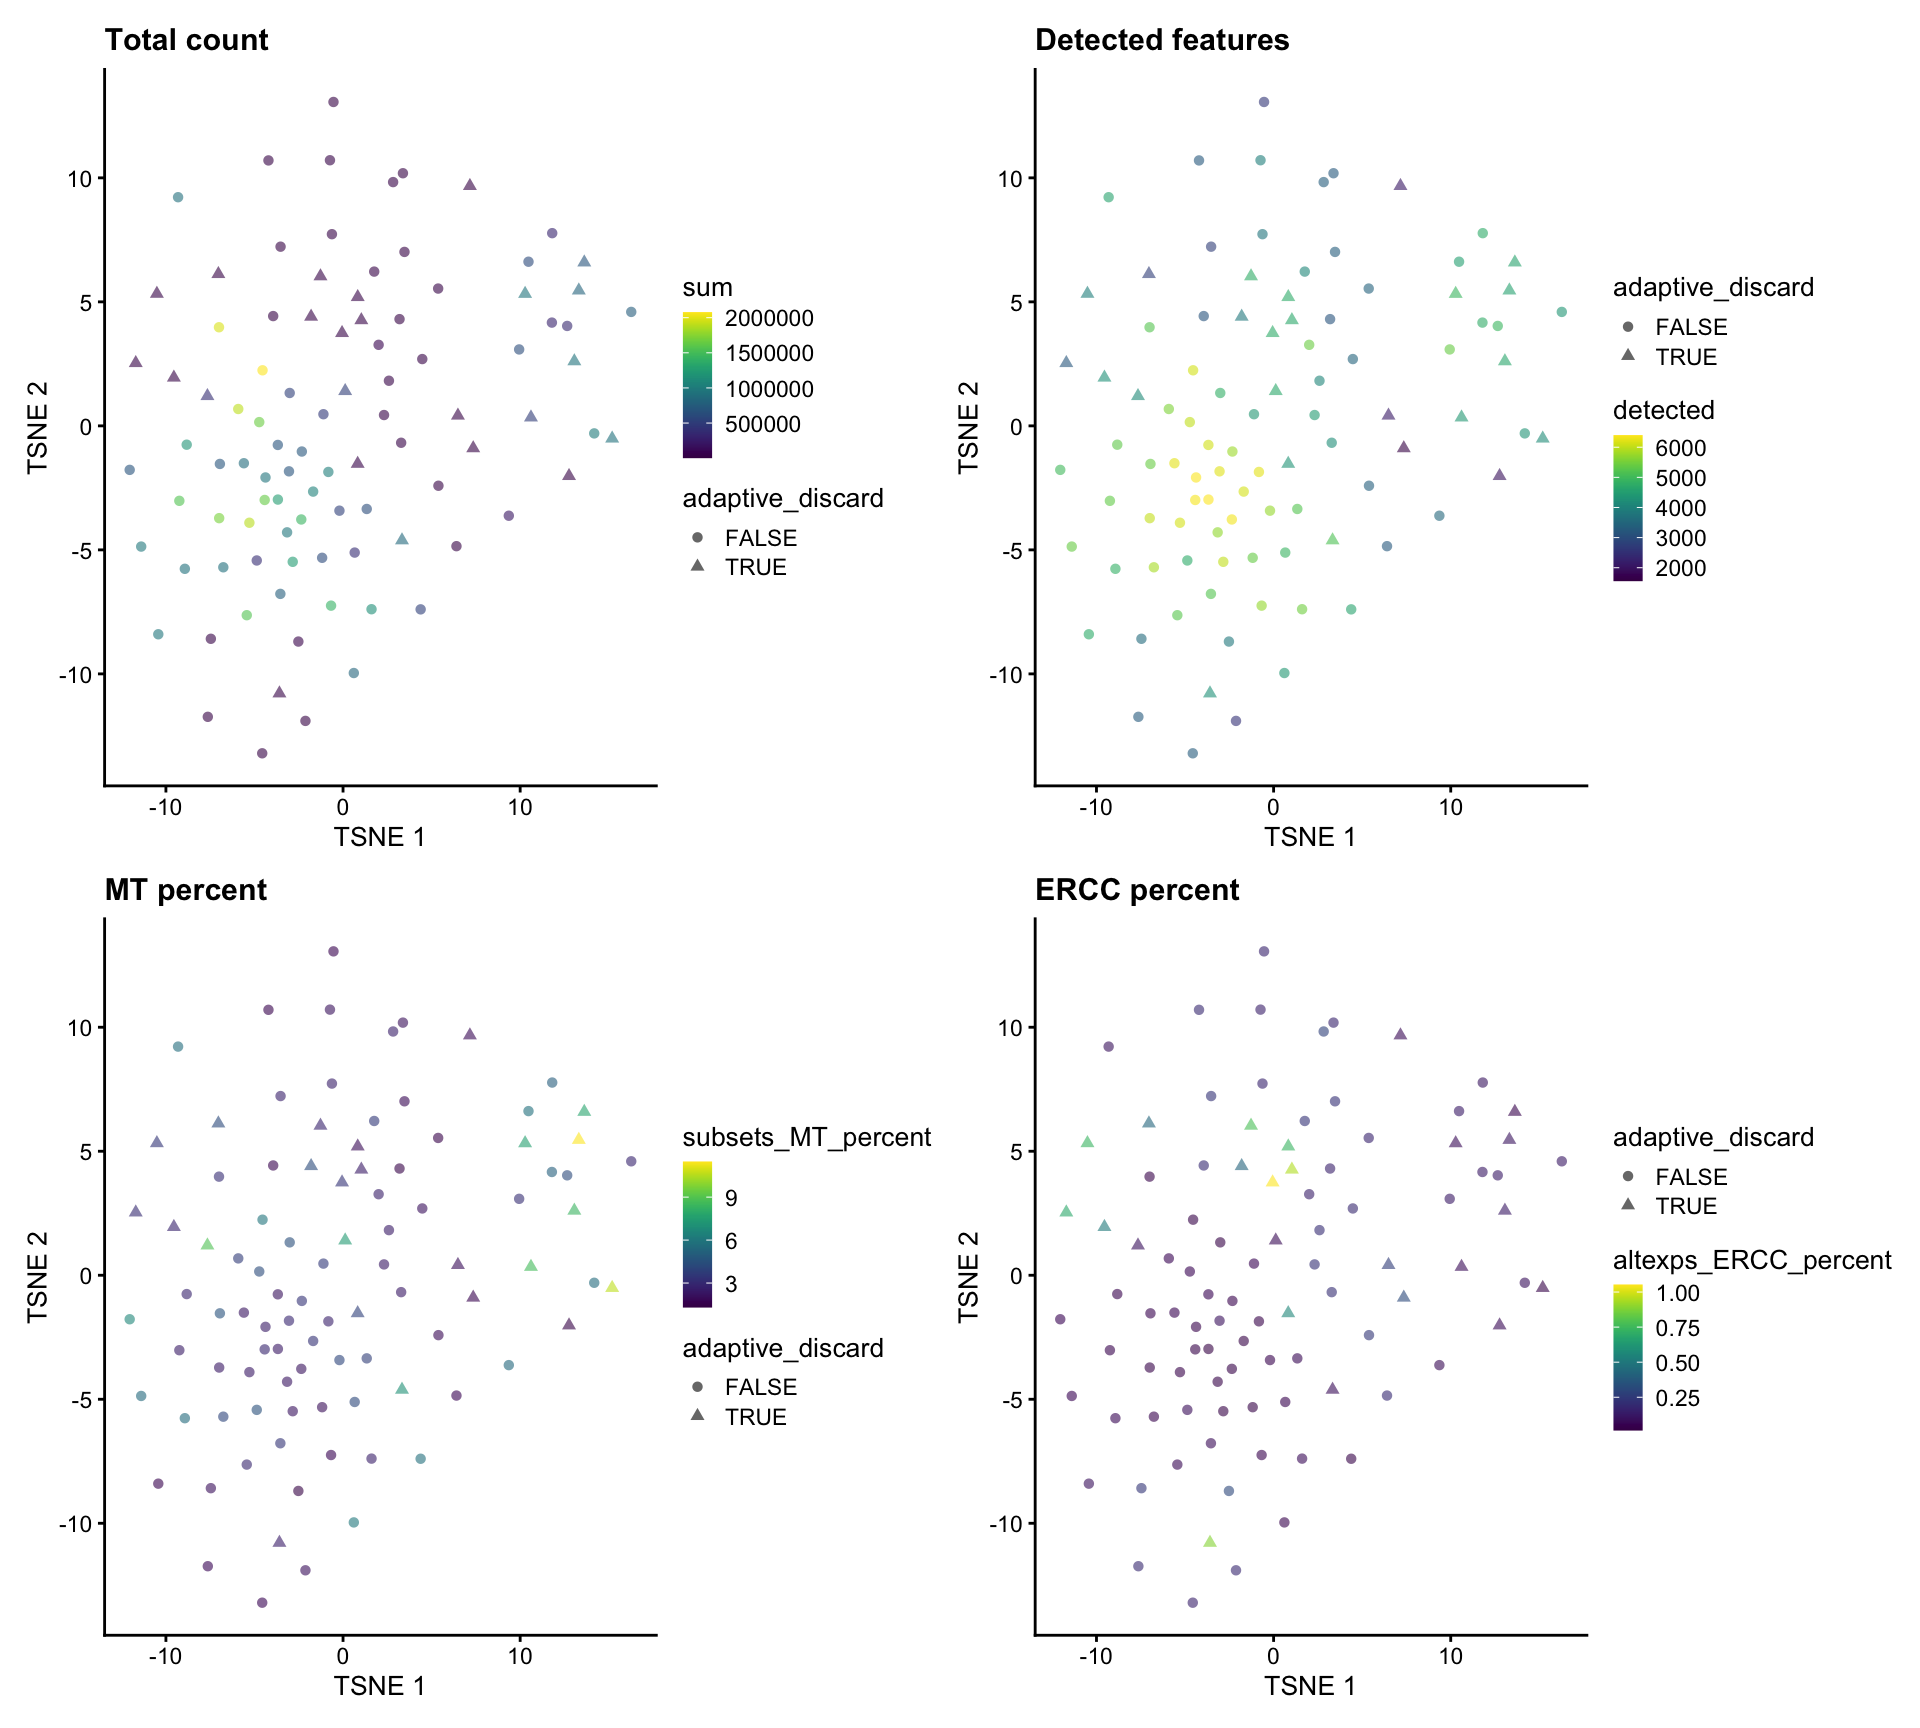 Total count
10
5
0
-5
-10
-10
0
10
TSNE 1
TSNE 2
sum
2000000
1500000
1000000
500000
adaptive_discard
FALSE
TRUE
Detected features
10
5
0
-5
-10
-10
0
10
TSNE 1
TSNE 2
adaptive_discard
FALSE
TRUE
detected
6000
5000
4000
3000
2000
MT percent
10
5
0
-5
-10
-10
0
10
TSNE 1
TSNE 2
subsets_MT_percent
9
6
3
adaptive_discard
FALSE
TRUE
ERCC percent
10
5
0
-5
-10
-10
0
10
TSNE 1
TSNE 2
adaptive_discard
FALSE
TRUE
altexps_ERCC_percent
1.00
0.75
0.50
0.25